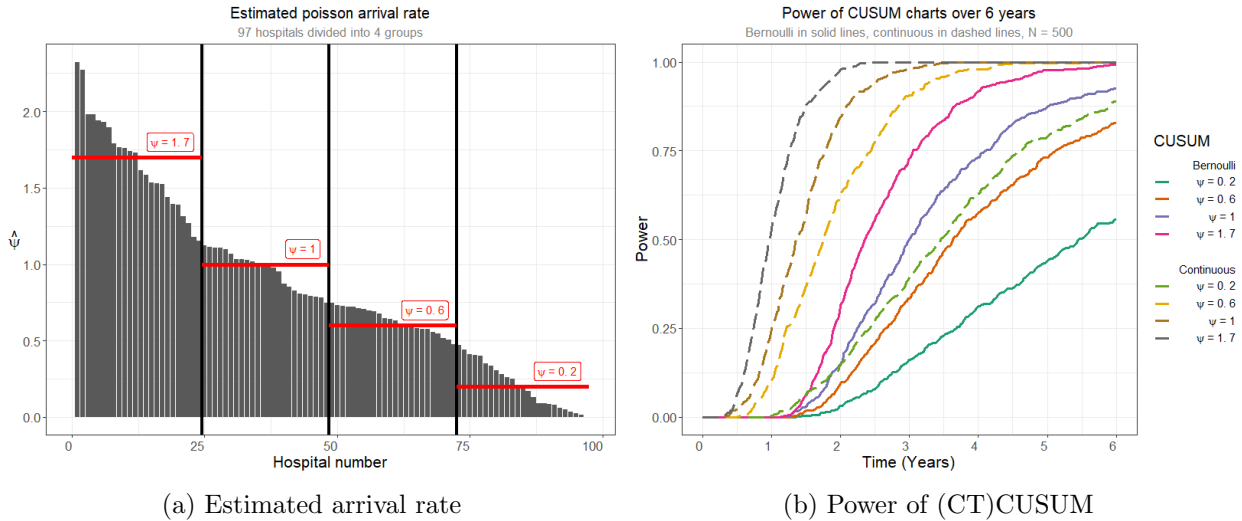 Estimated poisson arrival rate
97 hospitals divided into 4 groups
ψ̂
2.0
1.5
1.0
0.5
0.0
ψ = 1.7
ψ = 1
ψ = 0.6
ψ = 0.2
0
25
50
75
100
Hospital number
(a) Estimated arrival rate
Power of CUSUM charts over 6 years
Bernoulli in solid lines, continuous in dashed lines, N = 500
Power
1.00
0.75
0.50
0.25
0.00
0
1
2
3
4
5
6
Time (Years)
CUSUM
Bernoulli
ψ = 0.2
ψ = 0.6
ψ = 1
ψ = 1.7
Continuous
ψ = 0.2
ψ = 0.6
ψ = 1
ψ = 1.7
(b) Power of (CT)CUSUM